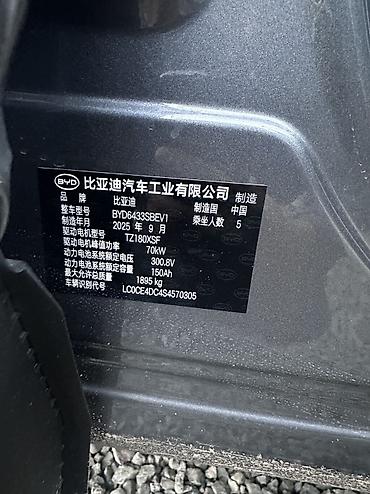 BYD 比亚迪汽车工业有限公司 制造
品牌 比亚迪 制造国 中国
整车型号 BYD6433SBEV1 乘坐人数 5
制造年月 2025 年 9 月
驱动电机型号 TZ180XSF
驱动电机峰值功率 70kW
动力电池系统额定电压 300.8V
动力电池系统额定容量 150Ah
最大允许总质量 1895 kg
车辆识别代号 LC0CE4DC4S4570305